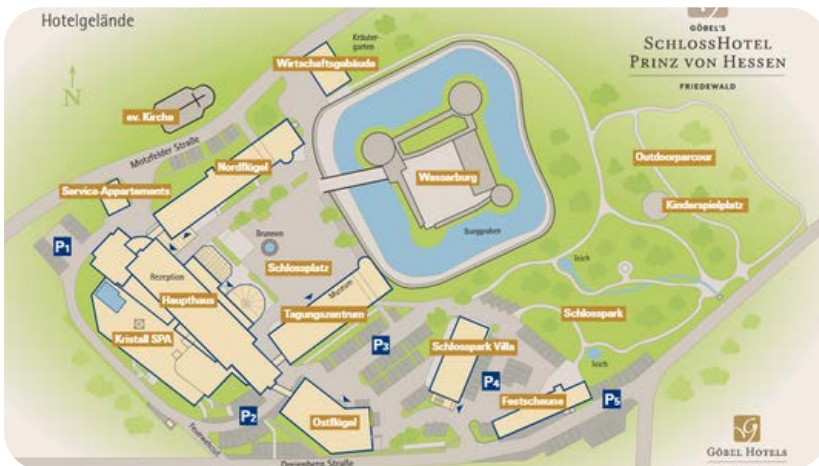 Hotelgelände
GÖBEL'S
SCHLOSSHOTEL
PRINZ VON HESSEN
FRIEDEWALD
Kräuter-
garten
Wirtschaftsgebäude
N
ev. Kirche
Motzfelder Straße
Nordflügel
Service-Appartements
Wasserburg
Outdoorparcour
Kinderspielplatz
P1
Brunnen
Burggraben
Rezeption
Schlossplatz
Teich
Haupthaus
Museum
Tagungszentrum
Schlosspark
Kristall SPA
P3
Schlosspark Villa
Teich
P4
Festscheune
P5
P2
Ostflügel
GÖBEL HOTELS